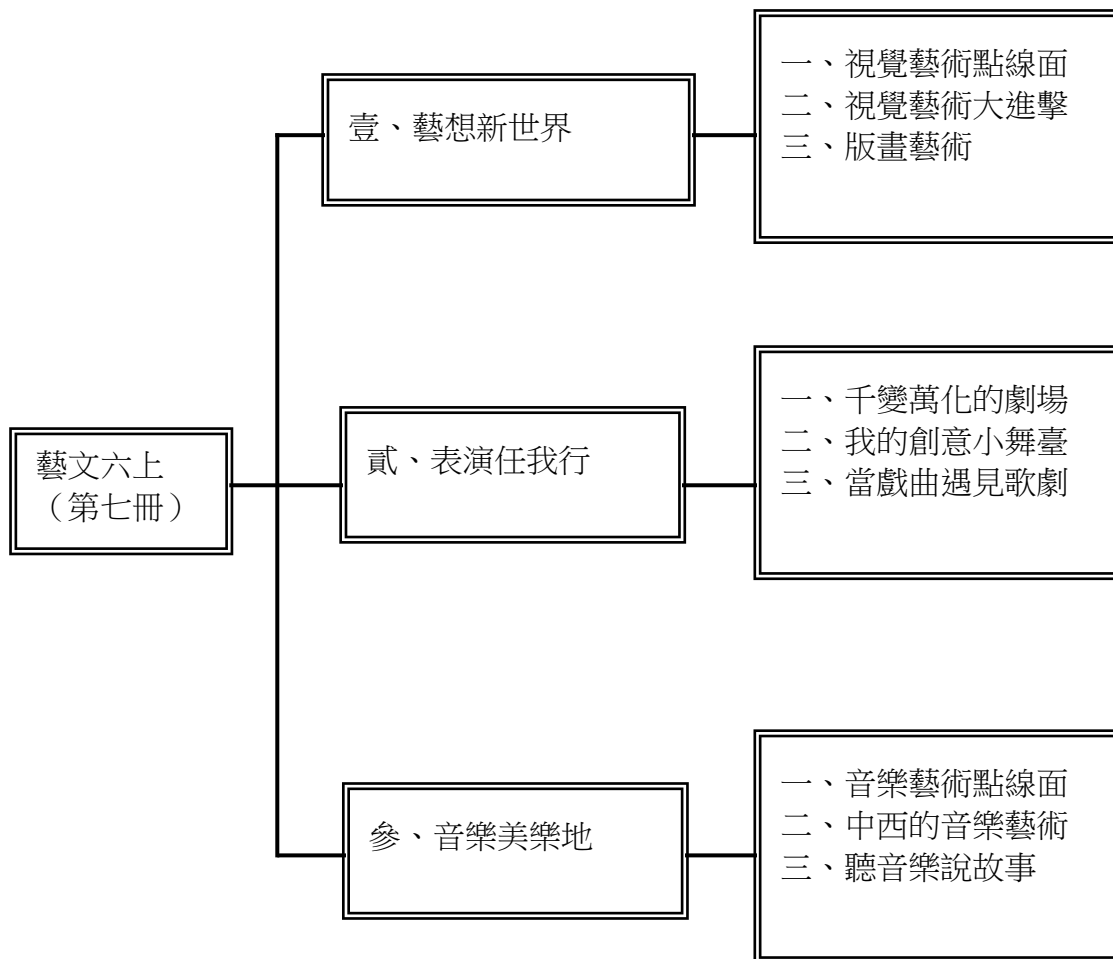 藝文六上
（第七冊）
壹、藝想新世界
一、視覺藝術點線面
二、視覺藝術大進擊
三、版畫藝術
貳、表演任我行
一、千變萬化的劇場
二、我的創意小舞臺
三、當戲曲遇見歌劇
參、音樂美樂地
一、音樂藝術點線面
二、中西的音樂藝術
三、聽音樂說故事